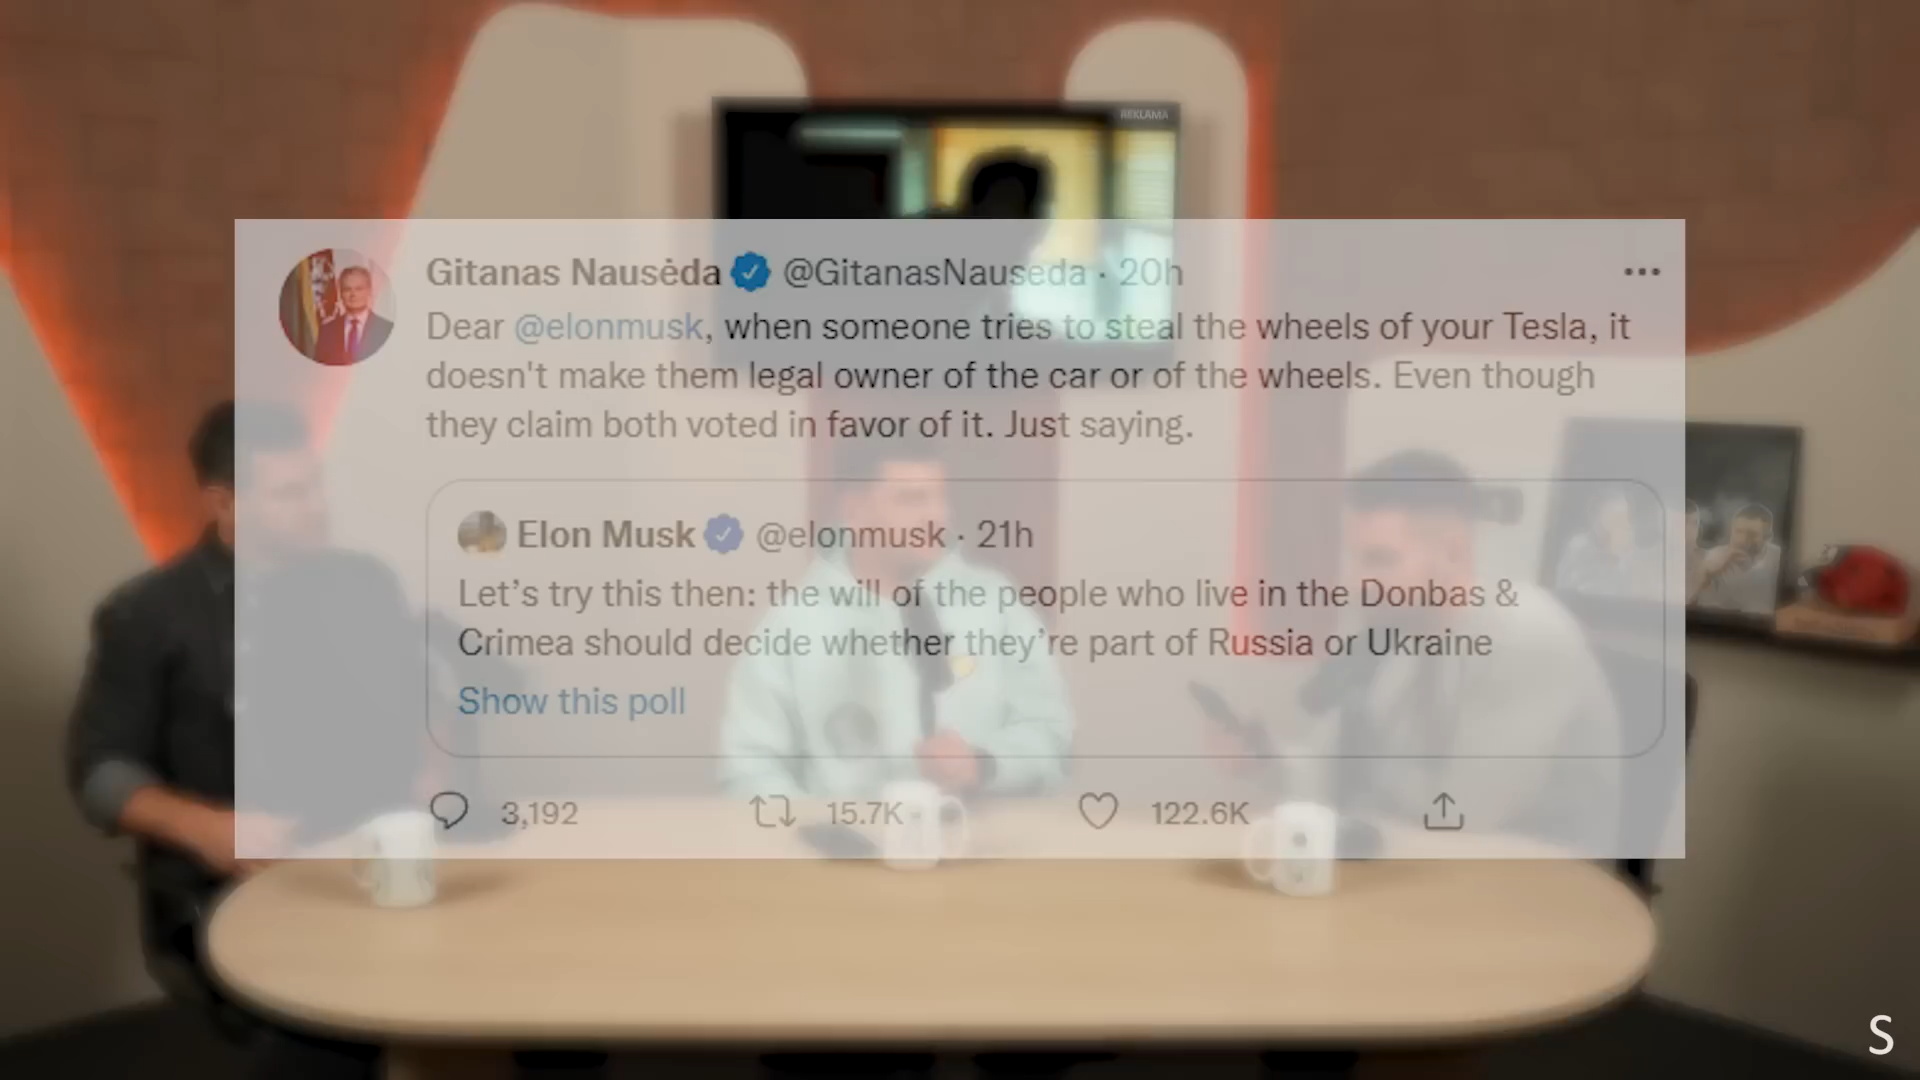 REKLAMA
Gitanas Nausėda @GitanasNauseda · 20h
Dear @elonmusk, when someone tries to steal the wheels of your Tesla, it
doesn't make them legal owner of the car or of the wheels. Even though
they claim both voted in favor of it. Just saying.
Elon Musk @elonmusk · 21h
Let’s try this then: the will of the people who live in the Donbas &
Crimea should decide whether they’re part of Russia or Ukraine
Show this poll
3,192 15.7K 122.6K
S